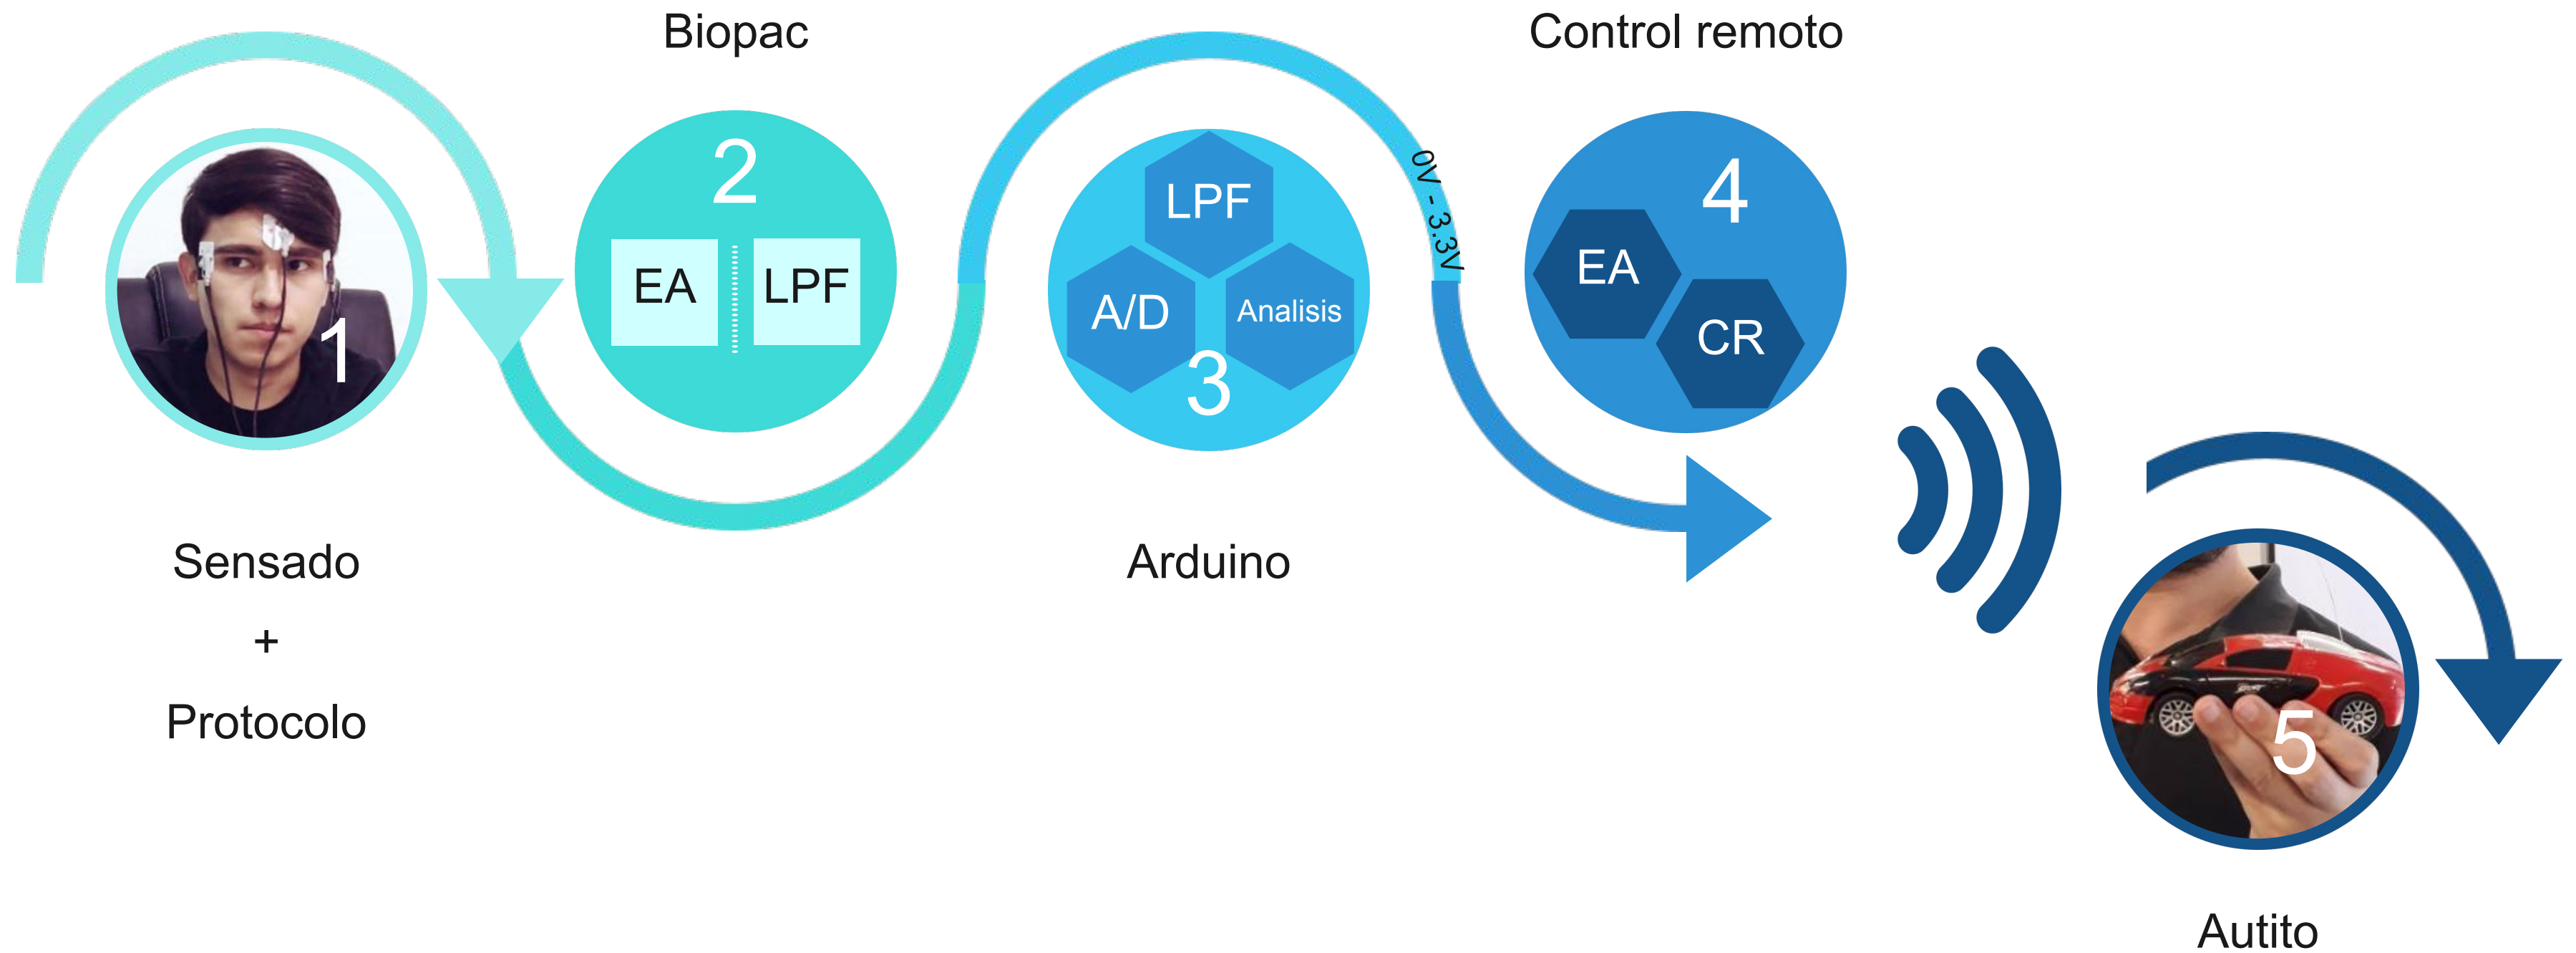 Biopac
Control remoto
1
2
EA
LPF
LPF
A/D
Analisis
3
0V - 3.3V
4
EA
CR
Sensado
+
Protocolo
Arduino
5
Autito